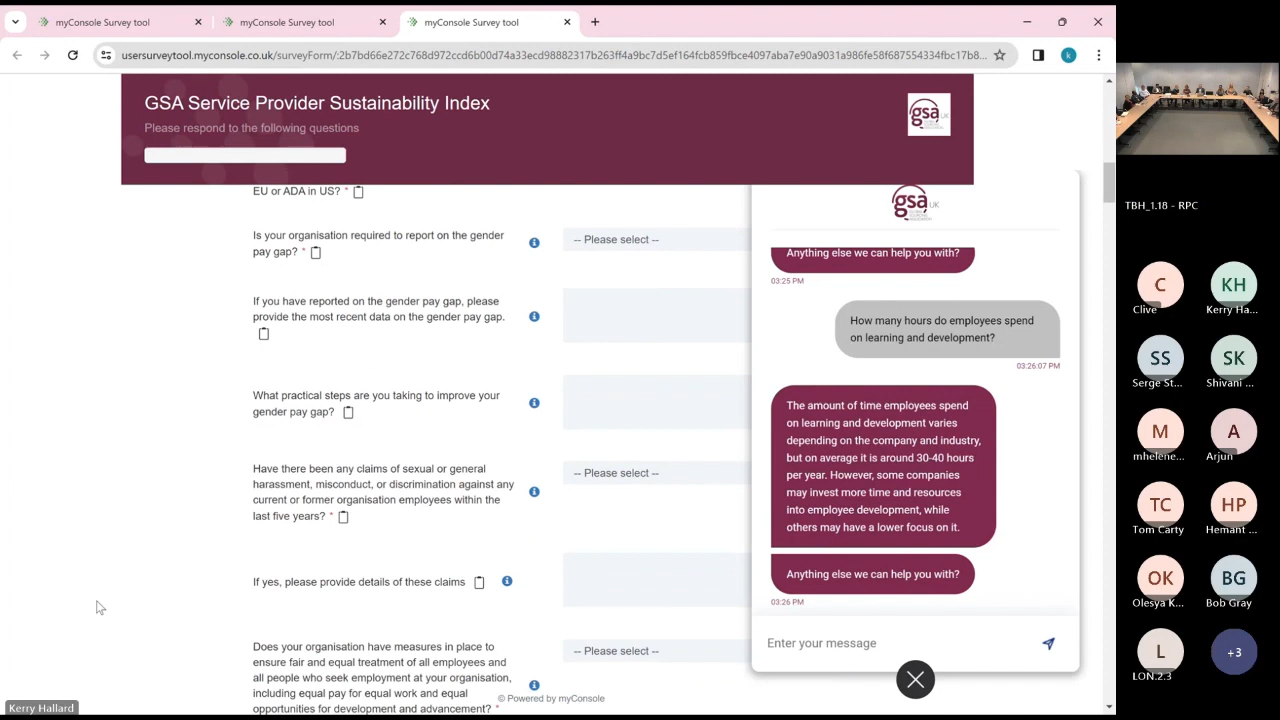 myConsole Survey tool
myConsole Survey tool
myConsole Survey tool
usersurveytool.myconsole.co.uk/surveyForm/:2b7bd66e272c768d972ccd6b00d74a33ecd98882317b263ff4a9bc7d5ef164fcb859fbce4097aba7e90a9031a986fe58f687554334fbc17b8...
k
GSA Service Provider Sustainability Index
Please respond to the following questions
gsa UK
EU or ADA in US? *
Is your organisation required to report on the gender
pay gap? *
-- Please select --
If you have reported on the gender pay gap, please
provide the most recent data on the gender pay gap.
What practical steps are you taking to improve your
gender pay gap?
Have there been any claims of sexual or general
harassment, misconduct, or discrimination against any
current or former organisation employees within the
last five years? *
-- Please select --
If yes, please provide details of these claims
Does your organisation have measures in place to
ensure fair and equal treatment of all employees and
all people who seek employment at your organisation,
including equal pay for equal work and equal
opportunities for development and advancement? *
-- Please select --
© Powered by myConsole
gsa UK
Anything else we can help you with?
03:25 PM
How many hours do employees spend
on learning and development?
03:26:07 PM
The amount of time employees spend
on learning and development varies
depending on the company and industry,
but on average it is around 30-40 hours
per year. However, some companies
may invest more time and resources
into employee development, while
others may have a lower focus on it.
Anything else we can help you with?
03:26 PM
Enter your message
Kerry Hallard
TBH_1.18 - RPC
C
Clive
KH
Kerry Ha...
SS
Serge St...
SK
Shivani ...
M
mhelene...
A
Arjun
TC
Tom Carty
HP
Hemant ...
OK
Olesya K...
BG
Bob Gray
L
LON.2.3
+3